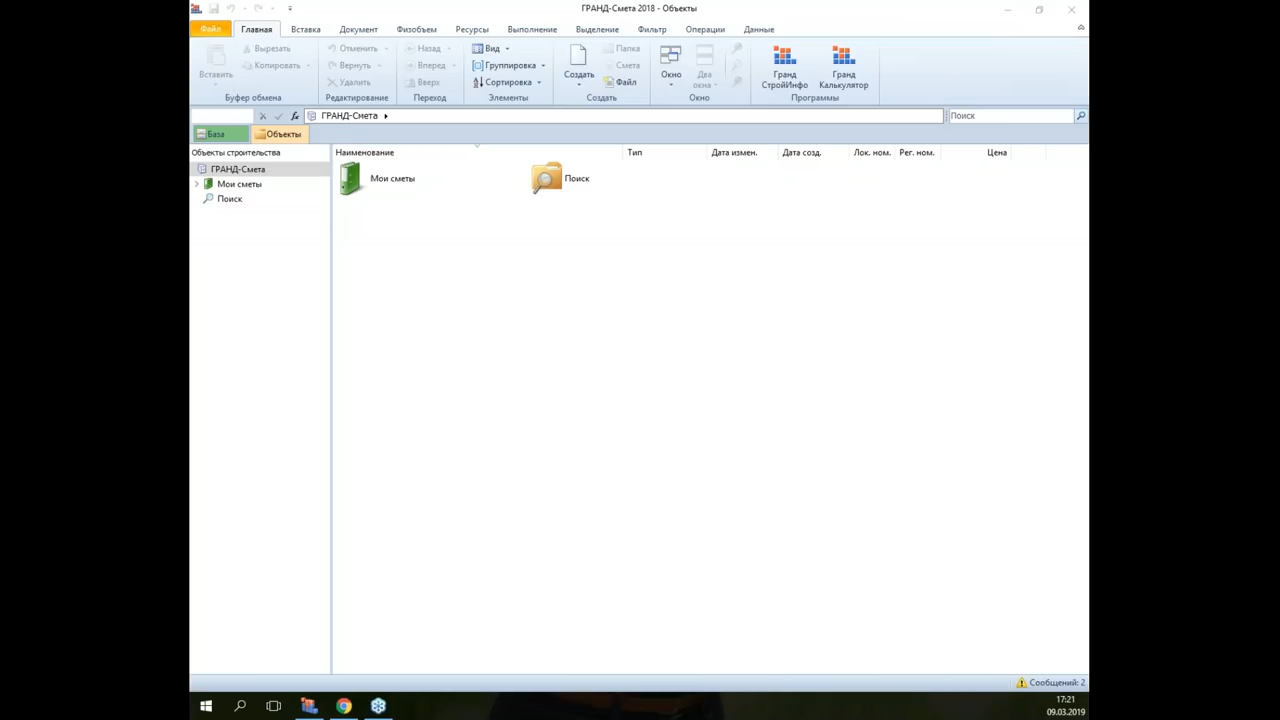 ГРАНД-Смета 2018 - Объекты
Файл Главная Вставка Документ Физобъем Ресурсы Выполнение Выделение Фильтр Операции Данные
Вставить
Вырезать
Копировать
Буфер обмена
Отменить
Вернуть
Удалить
Редактирование
Назад
Вперед
Вверх
Переход
Вид
Группировка
Сортировка
Элементы
Создать
Папка
Смета
Файл
Создать
Окно
Два
окна
Окно
Гранд
СтройИнфо
Гранд
Калькулятор
Программы
fx
ГРАНД-Смета
Поиск
База Объекты
Объекты строительства
ГРАНД-Смета
Мои сметы
Поиск
Наименование Тип Дата измен. Дата созд. Лок. ном. Рег. ном. Цена
Мои сметы Поиск
Сообщений: 2
17:21
09.03.2019